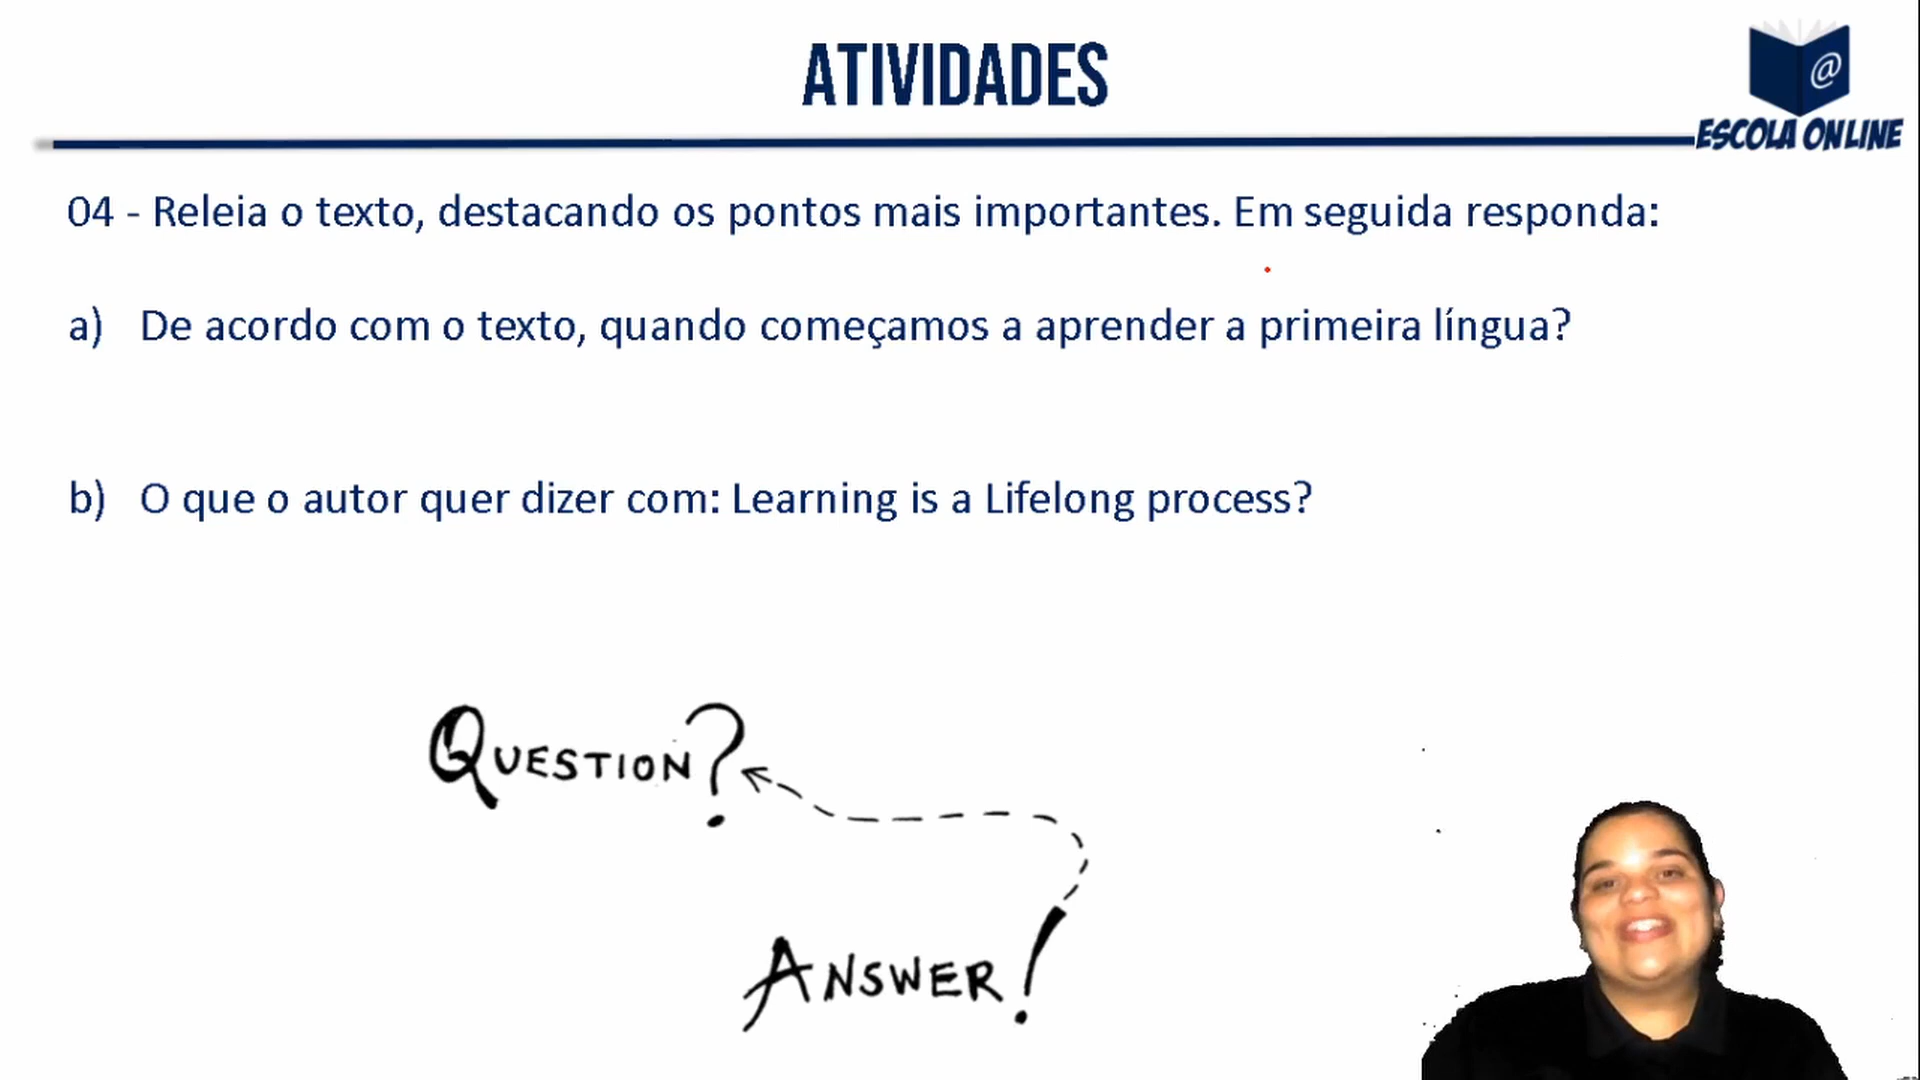 ATIVIDADES
@
ESCOLA ONLINE
04 - Releia o texto, destacando os pontos mais importantes. Em seguida responda:
a) De acordo com o texto, quando começamos a aprender a primeira língua?
b) O que o autor quer dizer com: Learning is a Lifelong process?
QUESTION?
ANSWER!